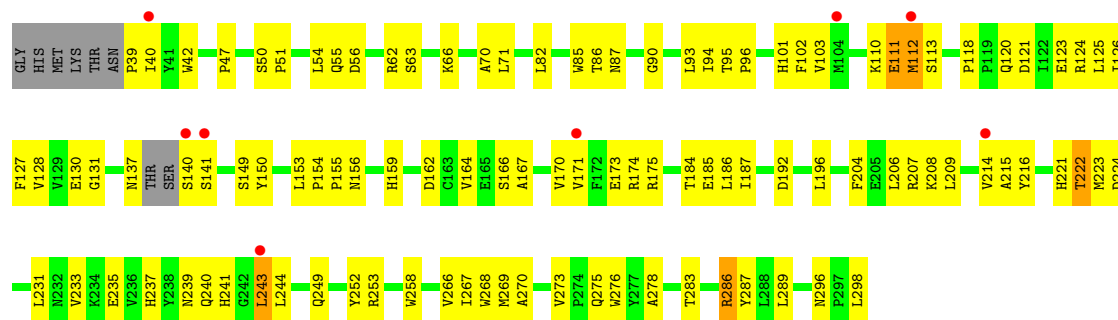 GLY HIS MET LYS THR ASN P39 I40 Y41 W42 P47 S50 P51 L54 Q55 D56 R62 S63 K66 A70 L71 L82 W85 T86 N87 G90 L93 I94 T95 P96 H101 F102 V103 M104 K110 E111 M112 S113 P118 P119 Q120 D121 I122 E123 R124 L125 I126
F127 V128 V129 E130 G131 N137 THR SER S140 S141 S149 Y150 L153 P154 P155 N156 H159 D162 C163 V164 E165 S166 A167 V170 V171 F172 E173 R174 R175 T184 E185 L186 I187 D192 L196 F204 E205 L206 R207 K208 L209 V214 A215 Y216 H221 T222 M223
L231 N232 V233 K234 E235 V236 H237 Y238 N239 Q240 H241 G242 L243 L244 Q249 Y252 R253 W258 V266 L267 W268 M269 A270 V273 P274 Q275 W276 Y277 A278 T283 R286 Y287 L288 L289 N296 P297 L298